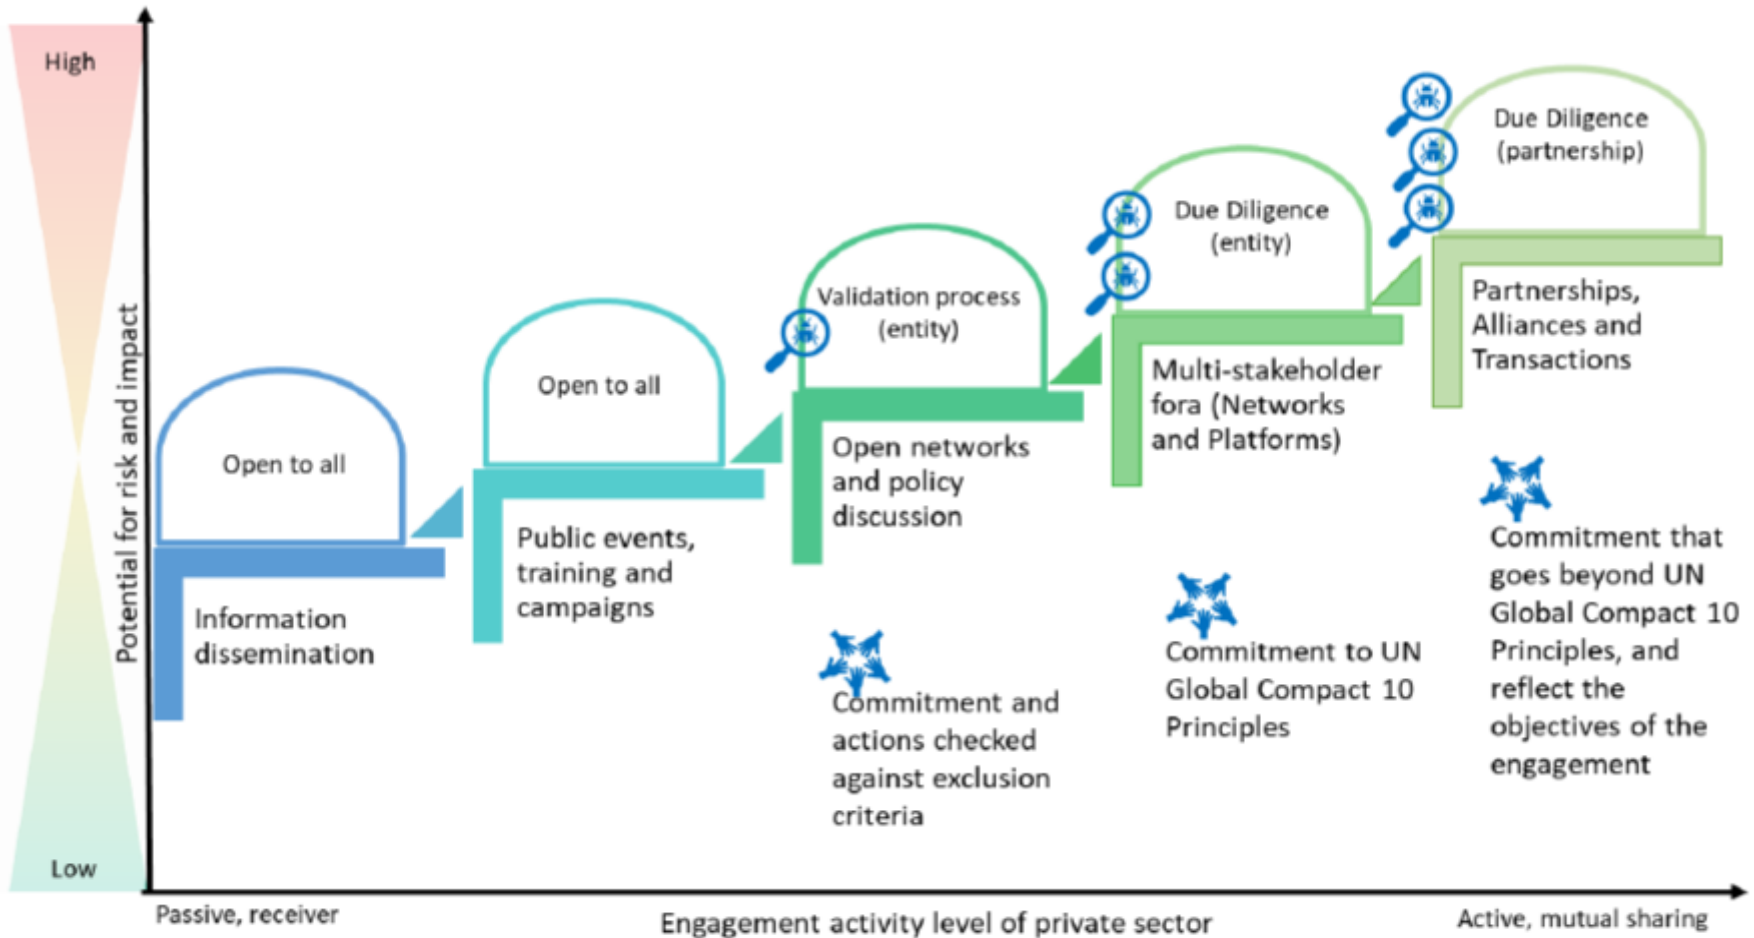 High
Potential for risk and impact
Low
Open to all
Information
dissemination
Open to all
Public events,
training and
campaigns
Validation process
(entity)
Open networks
and policy
discussion
Commitment and
actions checked
against exclusion
criteria
Due Diligence
(entity)
Multi-stakeholder
fora (Networks
and Platforms)
Commitment to UN
Global Compact 10
Principles
Due Diligence
(partnership)
Partnerships,
Alliances and
Transactions
Commitment that
goes beyond UN
Global Compact 10
Principles, and
reflect the
objectives of the
engagement
Passive, receiver
Engagement activity level of private sector
Active, mutual sharing